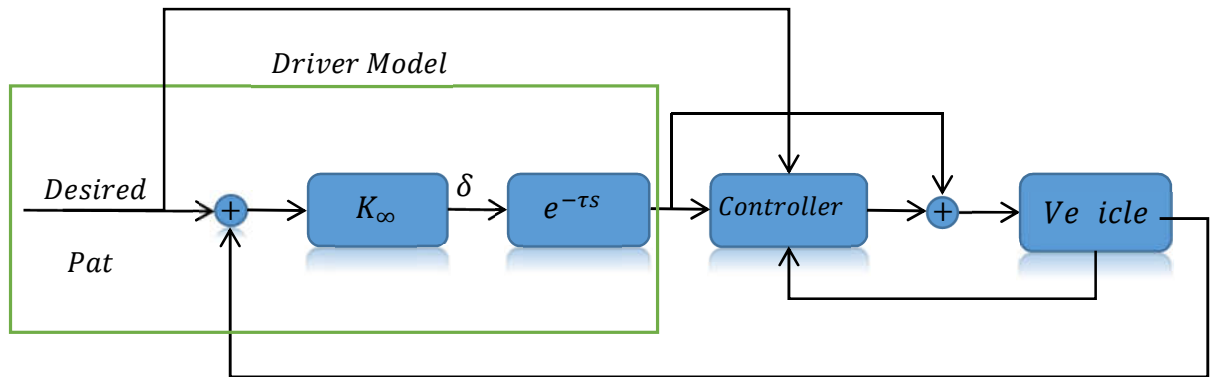 Driver Model
Desired
Pat
+
K∞
δ
e^{−τs}
Controller
+
Ve icle